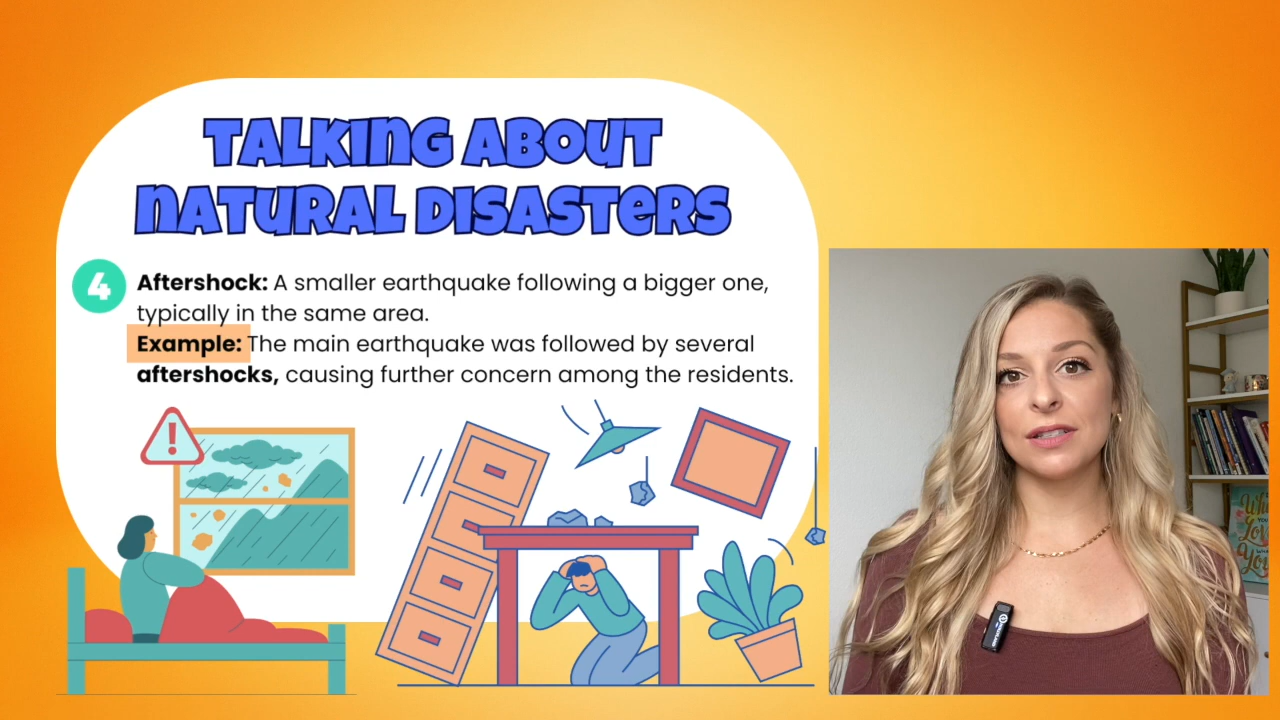 TALKING ABOUT
NATURAL DISASTERS
4
Aftershock: A smaller earthquake following a bigger one,
typically in the same area.
Example: The main earthquake was followed by several
aftershocks, causing further concern among the residents.
!